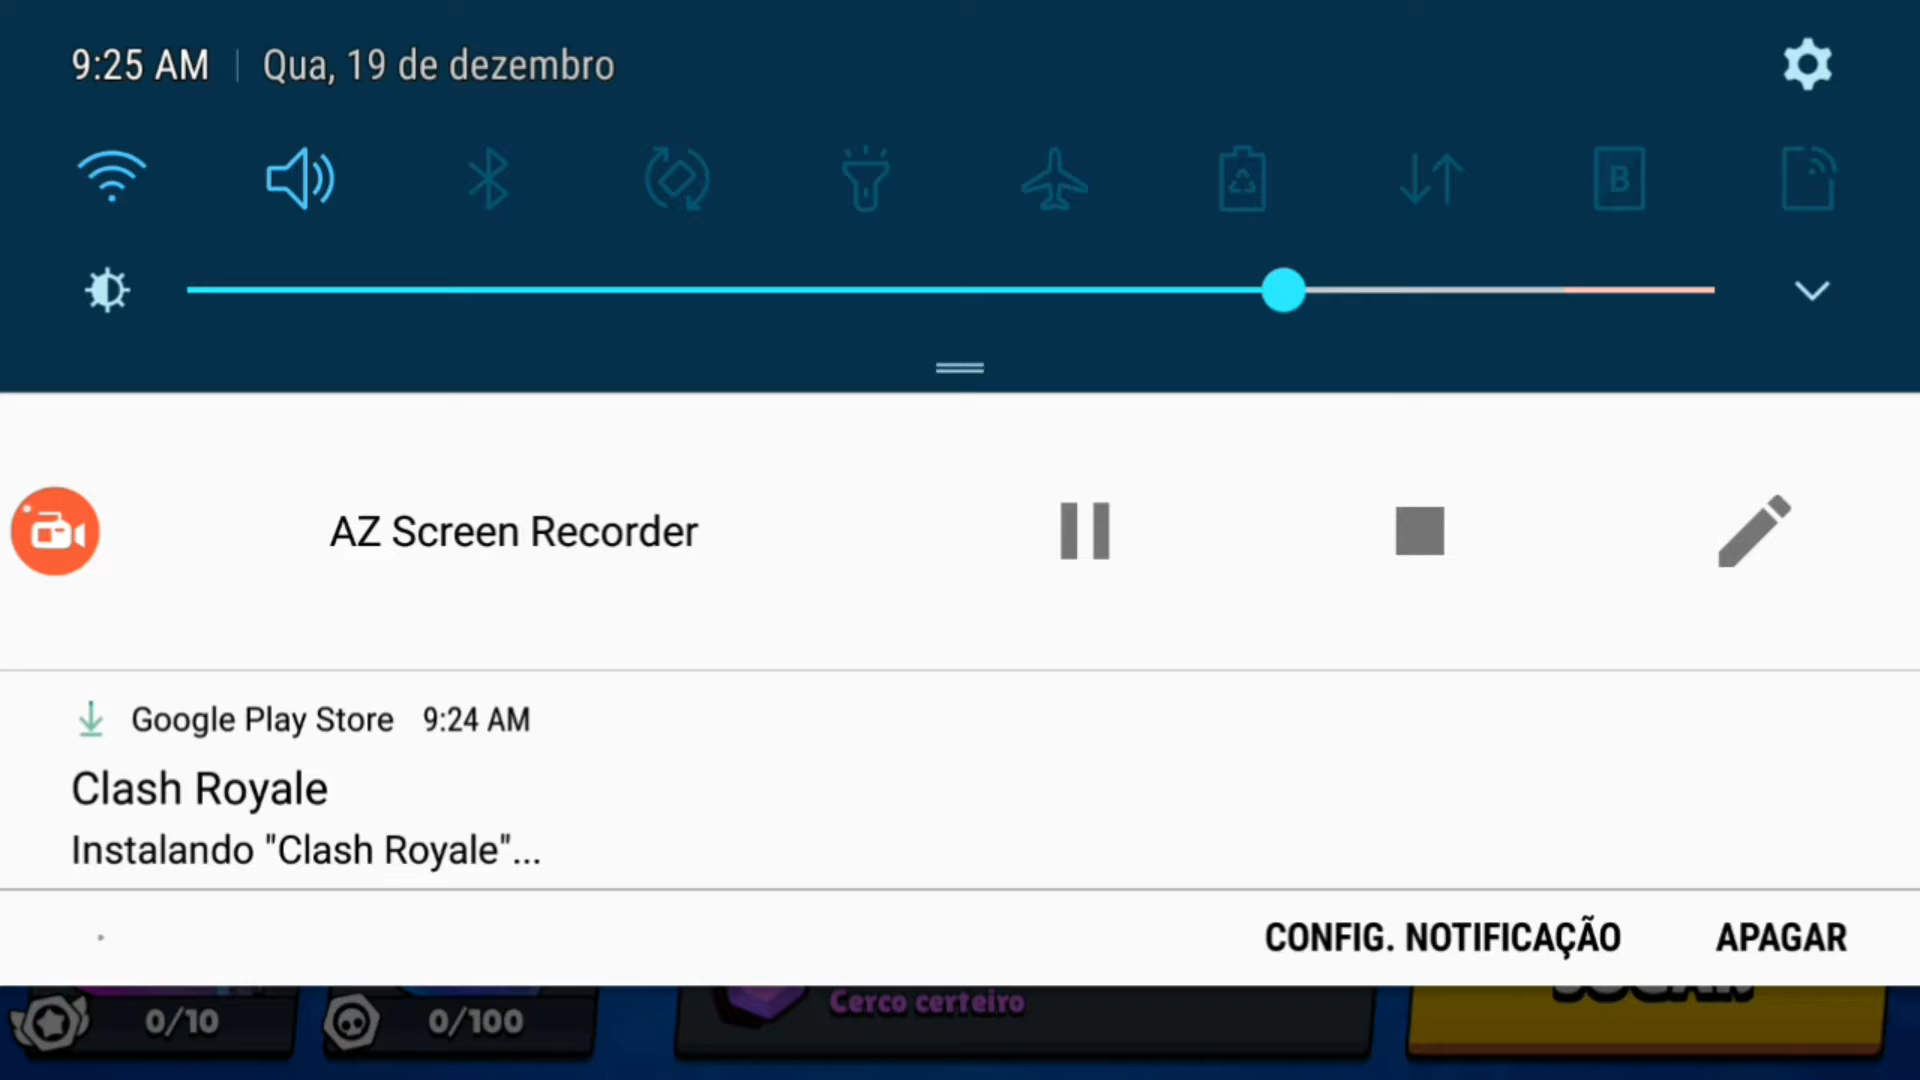 9:25 AM | Qua, 19 de dezembro
B
AZ Screen Recorder
Google Play Store 9:24 AM
Clash Royale
Instalando "Clash Royale"...
CONFIG. NOTIFICAÇÃO APAGAR
0/10 0/100 Cerco certeiro JOGAR